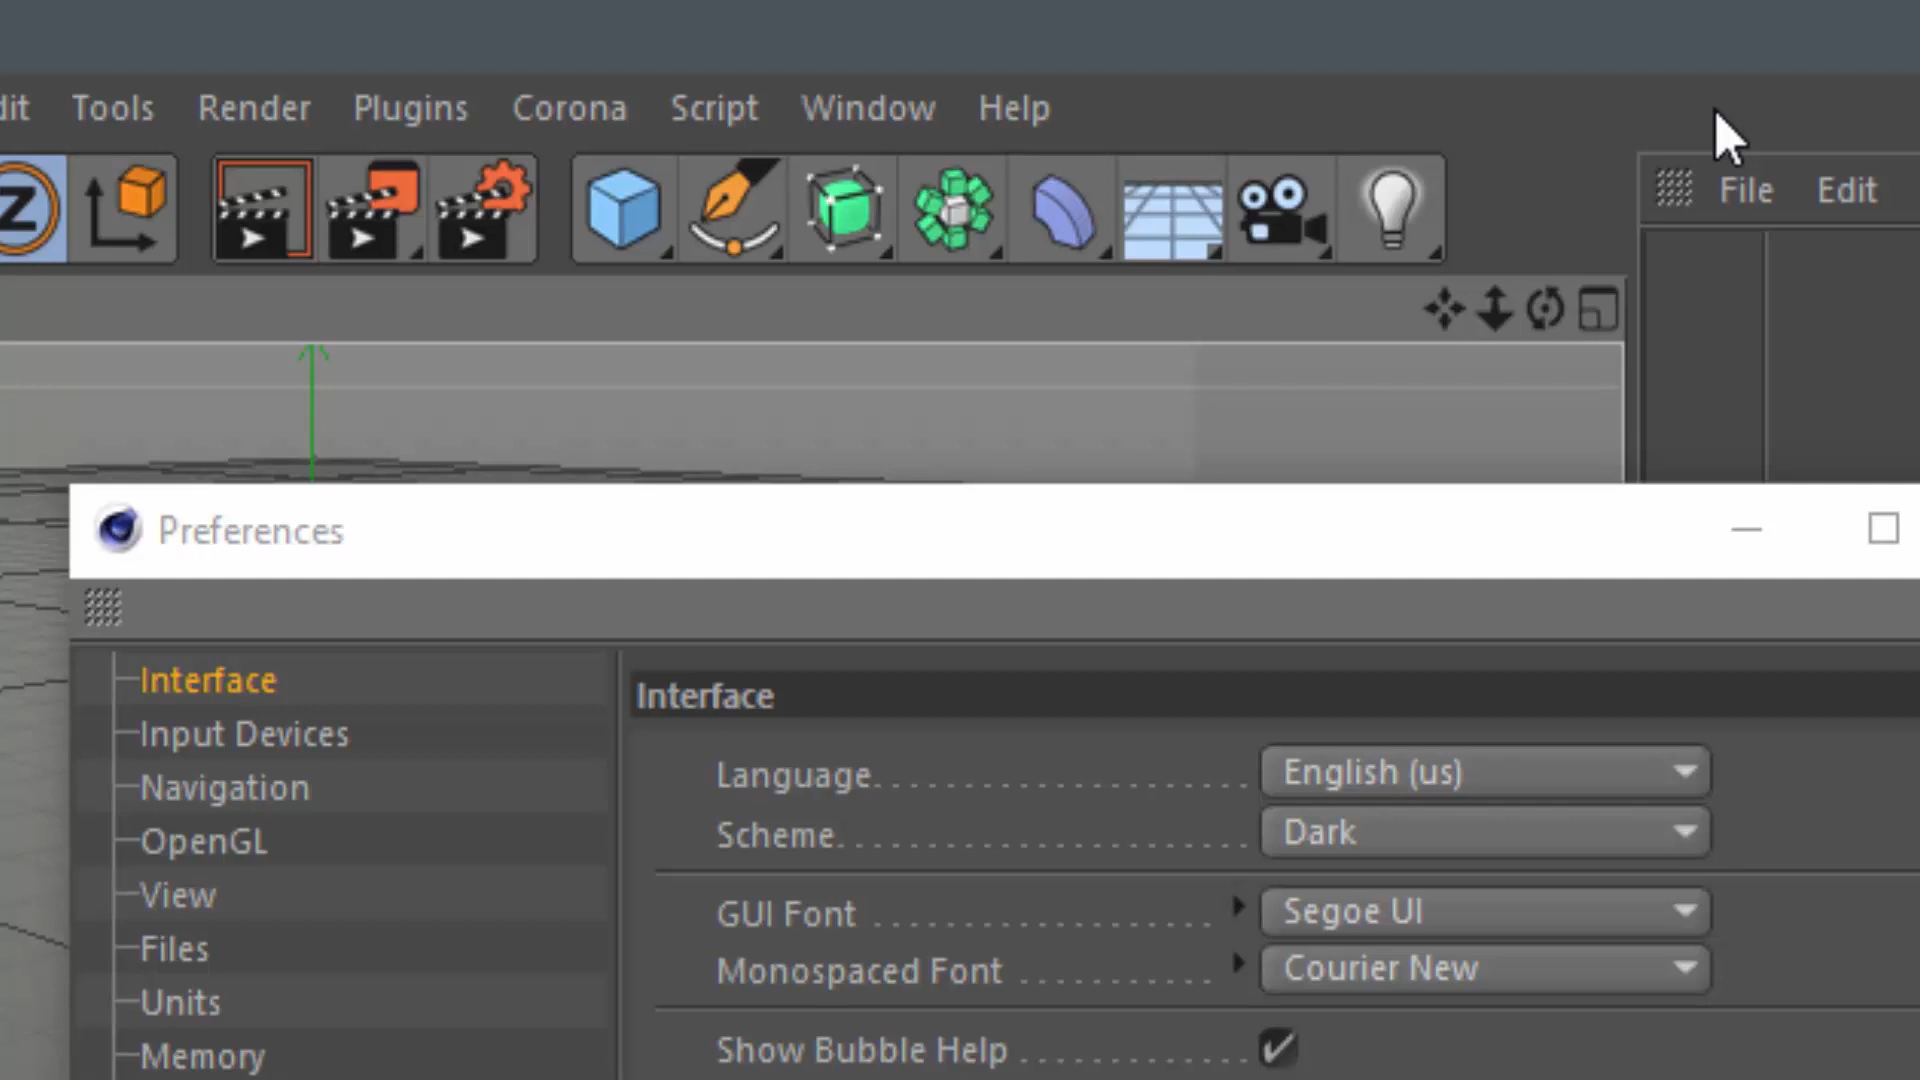 dit Tools Render Plugins Corona Script Window Help
File Edit
Z
Preferences
Interface
Input Devices
Navigation
OpenGL
View
Files
Units
Memory
Interface
Language English (us)
Scheme Dark
GUI Font Segoe UI
Monospaced Font Courier New
Show Bubble Help